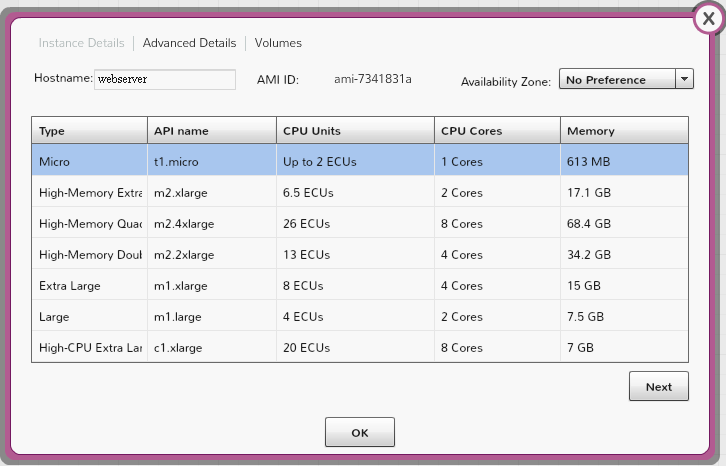 Instance Details Advanced Details Volumes
Hostname: webserver AMI ID: ami-7341831a Availability Zone: No Preference
Type API name CPU Units CPU Cores Memory
Micro t1.micro Up to 2 ECUs 1 Cores 613 MB
High-Memory Extra m2.xlarge 6.5 ECUs 2 Cores 17.1 GB
High-Memory Quad m2.4xlarge 26 ECUs 8 Cores 68.4 GB
High-Memory Doub m2.2xlarge 13 ECUs 4 Cores 34.2 GB
Extra Large m1.xlarge 8 ECUs 4 Cores 15 GB
Large m1.large 4 ECUs 2 Cores 7.5 GB
High-CPU Extra Lar c1.xlarge 20 ECUs 8 Cores 7 GB
Next
OK